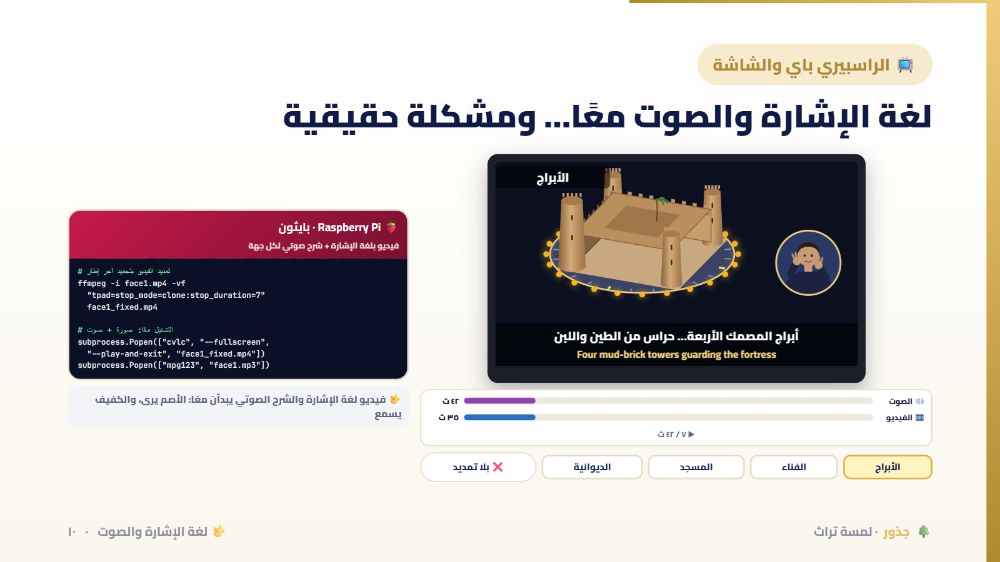 الراسبيري باي والشاشة
لغة الإشارة والصوت معًا... ومشكلة حقيقية
الأبراج
أبراج المصمك الأربعة... حراس من الطين واللبن
Four mud-brick towers guarding the fortress
الصوت ٤٢ ث
الفيديو ٣٥ ث
▶ ٧ / ٤٢ ث
الأبراج
الفناء
المسجد
الديوانية
❌ بلا تمديد
Raspberry Pi · بايثون
فيديو بلغة الإشارة + شرح صوتي لكل جهة
# تمديد الفيديو بتجميد آخر إطار
ffmpeg -i face1.mp4 -vf
"tpad=stop_mode=clone:stop_duration=7"
face1_fixed.mp4
# التشغيل معًا: صورة + صوت
subprocess.Popen(["cvlc", "--fullscreen",
"--play-and-exit", "face1_fixed.mp4"])
subprocess.Popen(["mpg123", "face1.mp3"])
فيديو لغة الإشارة والشرح الصوتي يبدآن معًا: الأصم يرى، والكفيف
يسمع
جذور · لمسة تراث
لغة الإشارة والصوت · ١٠